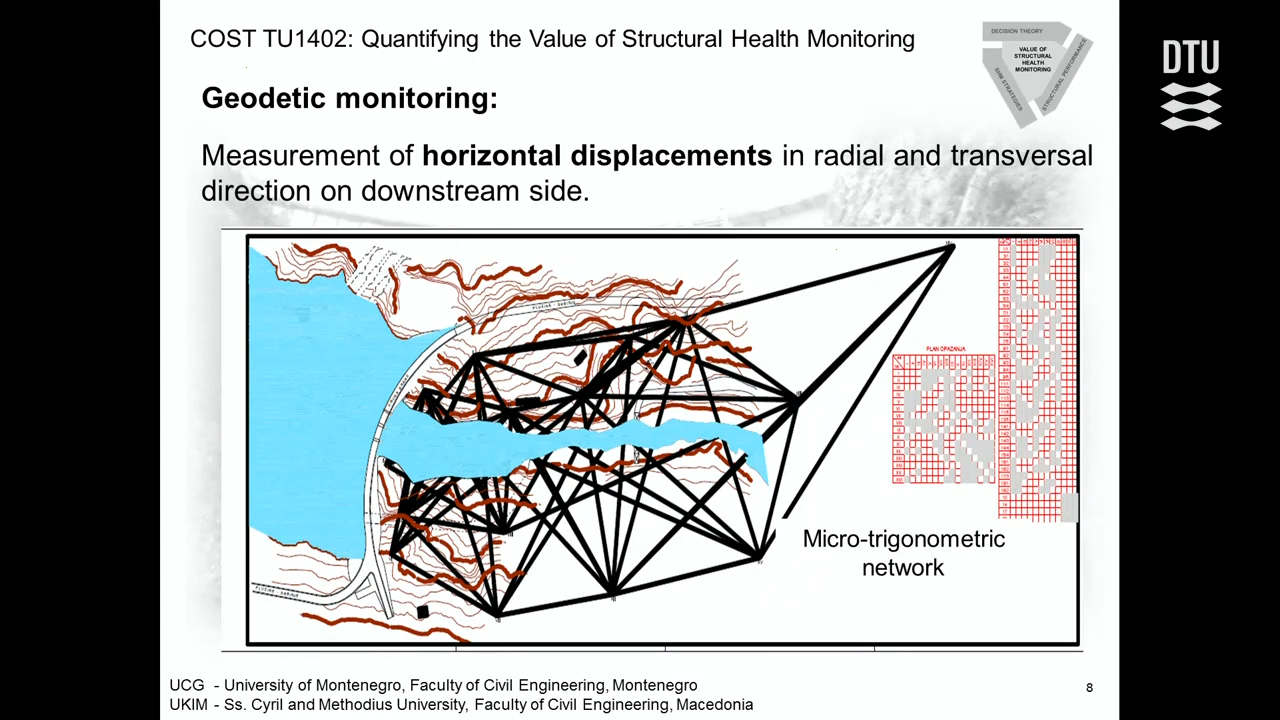 COST TU1402: Quantifying the Value of Structural Health Monitoring
DECISION THEORY
VALUE OF
STRUCTURAL
HEALTH
MONITORING
SHM STRATEGIES
STRUCTURAL PERFORMANCE
DTU
Geodetic monitoring:
Measurement of horizontal displacements in radial and transversal
direction on downstream side.
PLAN OPAZANJA
Micro-trigonometric
network
UCG - University of Montenegro, Faculty of Civil Engineering, Montenegro
UKIM - Ss. Cyril and Methodius University, Faculty of Civil Engineering, Macedonia
8